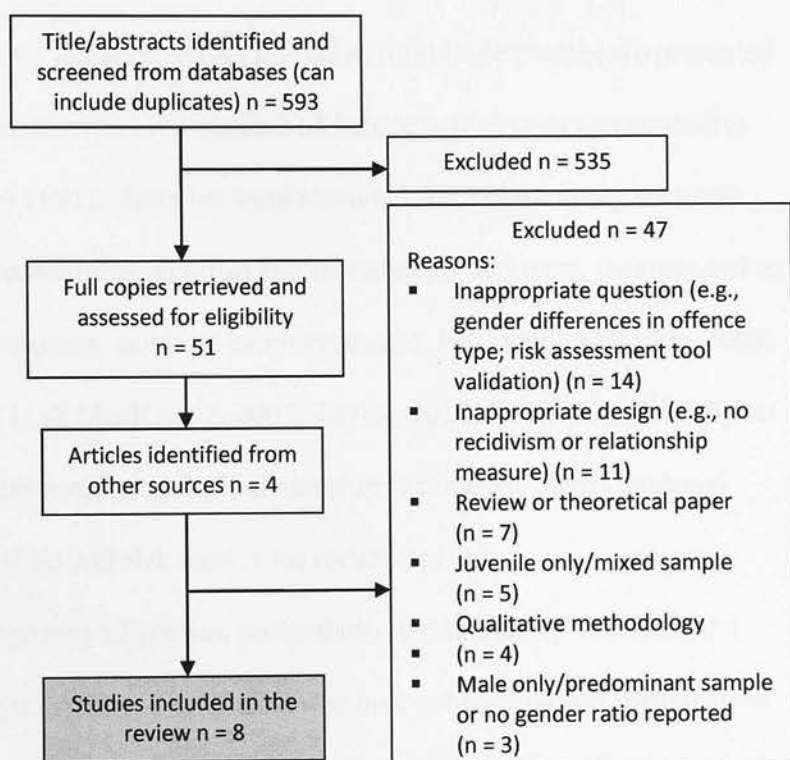 Title/abstracts identified and
screened from databases (can
include duplicates) n = 593
Excluded n = 535
Full copies retrieved and
assessed for eligibility
n = 51
Articles identified from
other sources n = 4
Studies included in the
review n = 8
Excluded n = 47
Reasons:
▪ Inappropriate question (e.g.,
gender differences in offence
type; risk assessment tool
validation) (n = 14)
▪ Inappropriate design (e.g., no
recidivism or relationship
measure) (n = 11)
▪ Review or theoretical paper
(n = 7)
▪ Juvenile only/mixed sample
(n = 5)
▪ Qualitative methodology
▪ (n = 4)
▪ Male only/predominant sample
or no gender ratio reported
(n = 3)